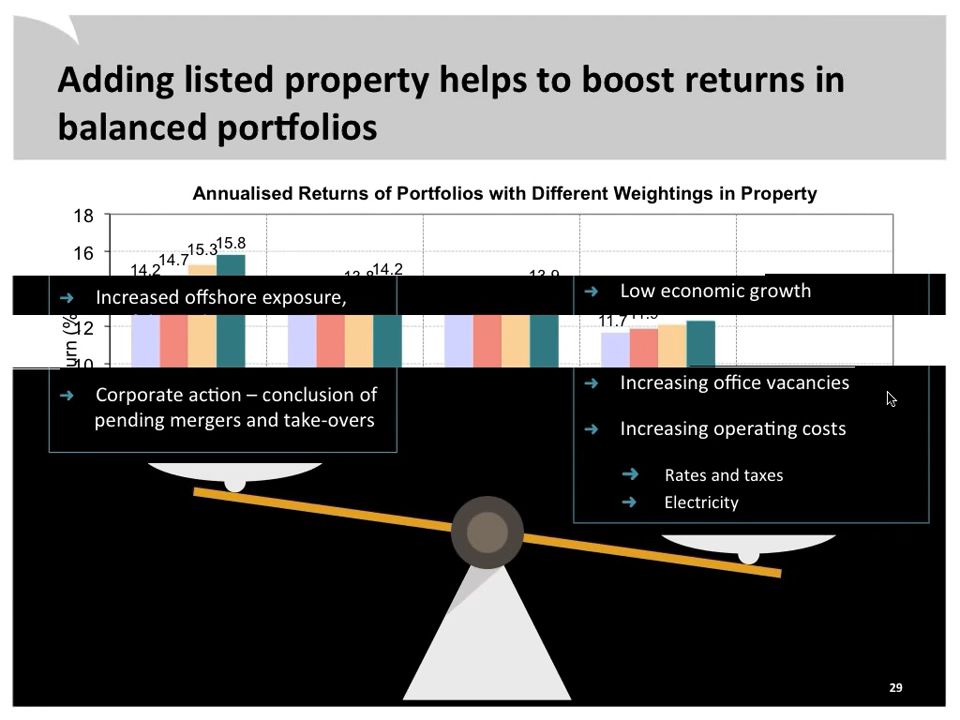 Adding listed property helps to boost returns in
balanced portfolios
Annualised Returns of Portfolios with Different Weightings in Property
18
16
12
10
14.2
14.7
15.3
15.8
13.8
14.2
13.9
11.7
11.9
Increased offshore exposure,
Corporate action – conclusion of
pending mergers and take-overs
Low economic growth
Increasing office vacancies
Increasing operating costs
Rates and taxes
Electricity
29